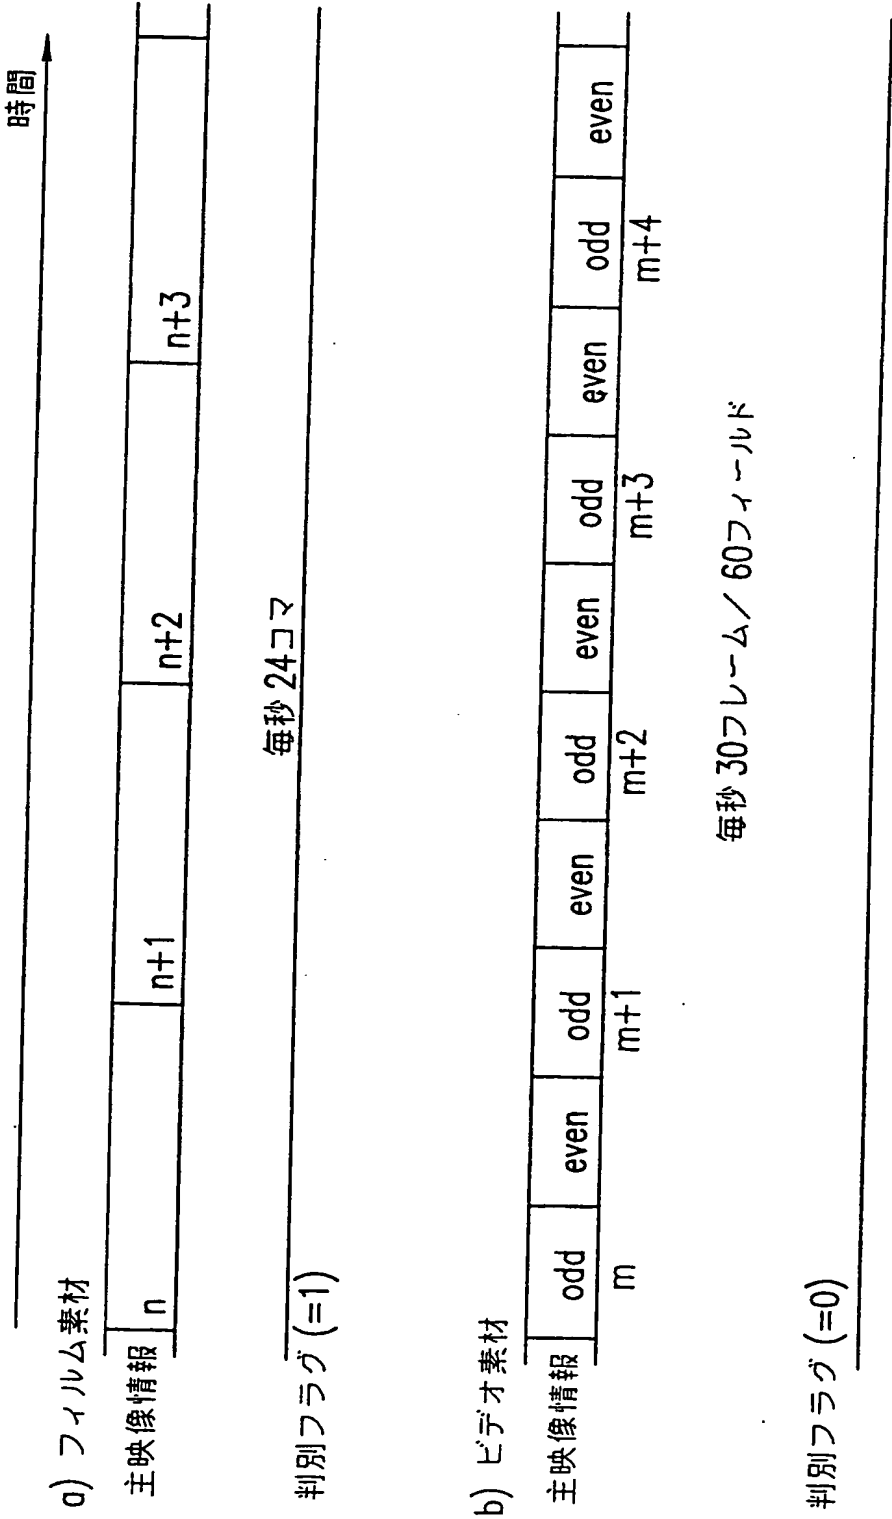 時間
a) フィルム素材
主映像情報
n n+1 n+2 n+3
毎秒 24コマ
判別フラグ (=1)
b) ビデオ素材
主映像情報
odd even odd even odd even odd even odd even
m m+1 m+2 m+3 m+4
毎秒 30フレーム/60フィールド
判別フラグ (=0)